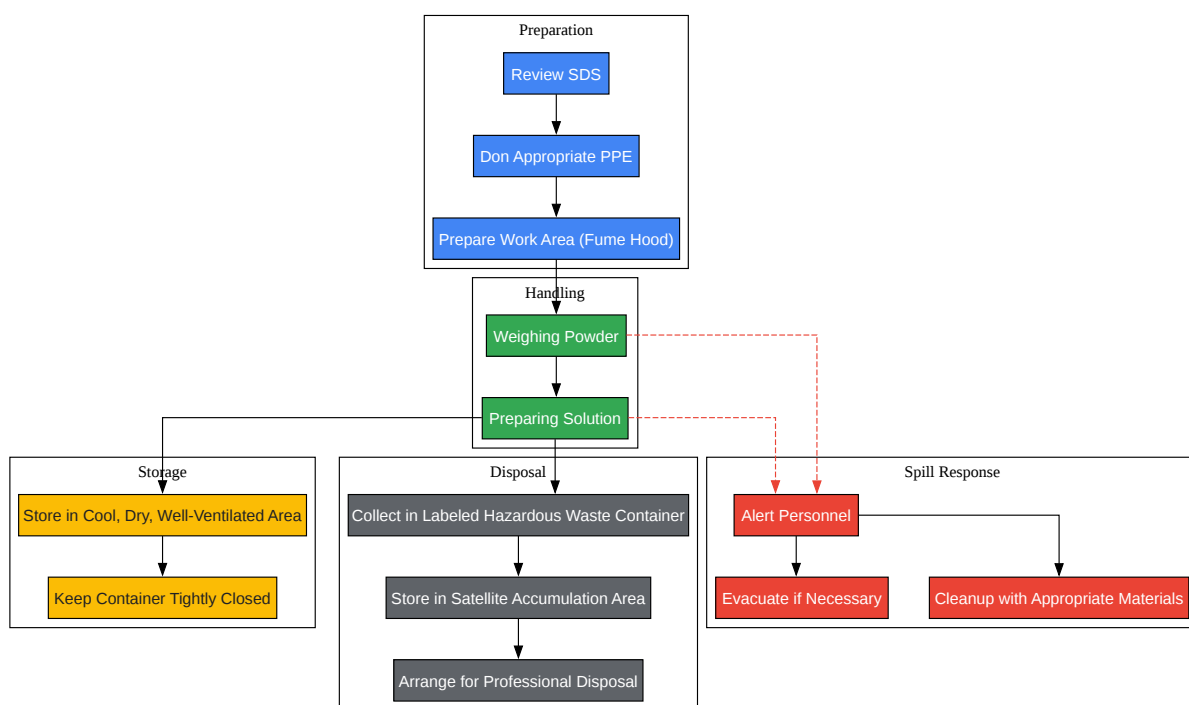 Preparation
Review SDS
Don Appropriate PPE
Prepare Work Area (Fume Hood)
Handling
Weighing Powder
Preparing Solution
Storage
Store in Cool, Dry, Well-Ventilated Area
Keep Container Tightly Closed
Disposal
Collect in Labeled Hazardous Waste Container
Store in Satellite Accumulation Area
Arrange for Professional Disposal
Spill Response
Alert Personnel
Evacuate if Necessary
Cleanup with Appropriate Materials